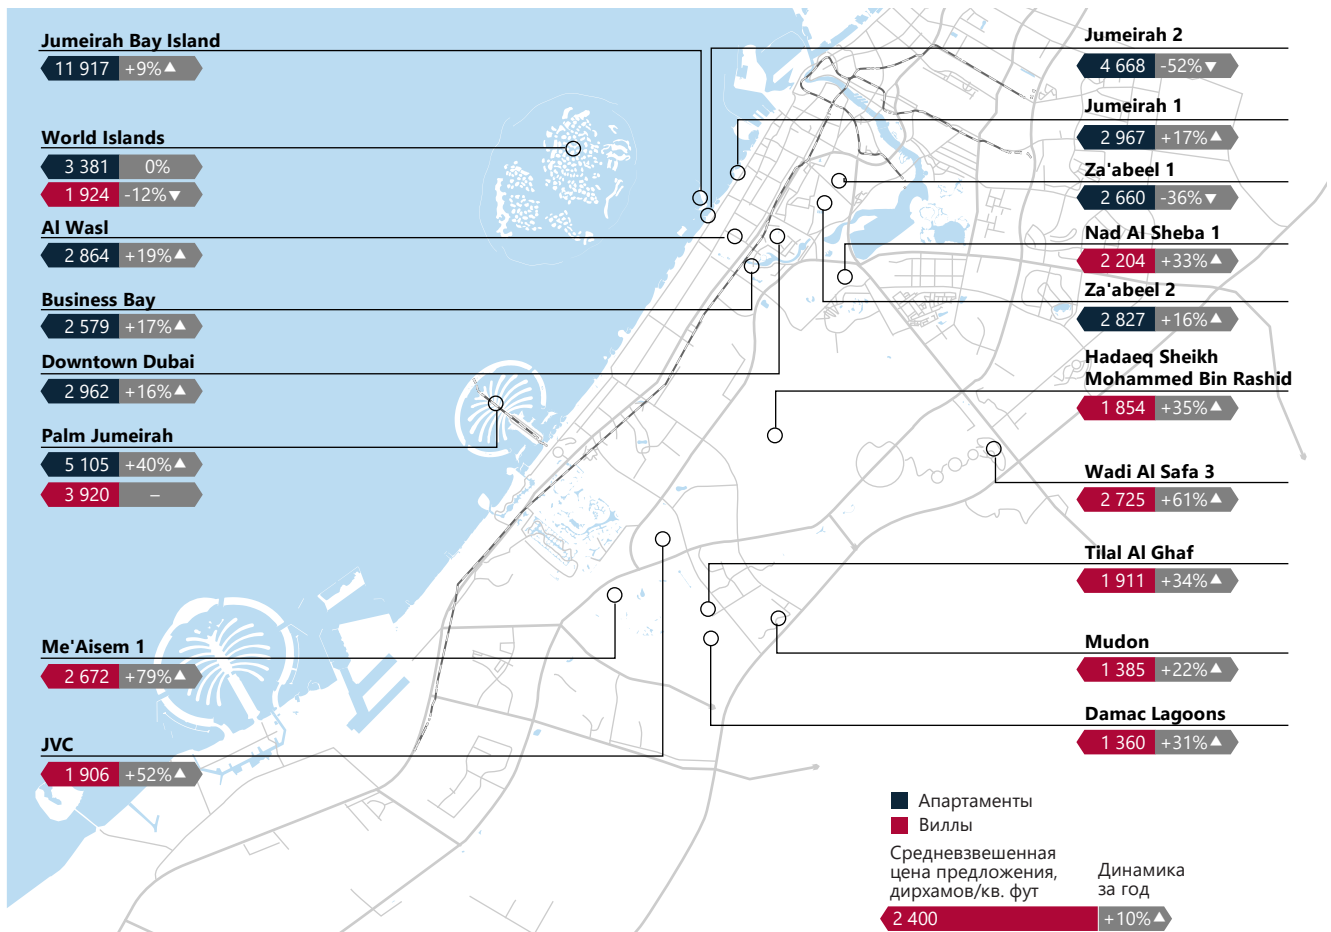 Jumeirah Bay Island
11 917 +9%▲
World Islands
3 381 0%
1 924 -12%▼
Al Wasl
2 864 +19%▲
Business Bay
2 579 +17%▲
Downtown Dubai
2 962 +16%▲
Palm Jumeirah
5 105 +40%▲
3 920 –
Me'Aisem 1
2 672 +79%▲
JVC
1 906 +52%▲
Jumeirah 2
4 668 -52%▼
Jumeirah 1
2 967 +17%▲
Za'abeel 1
2 660 -36%▼
Nad Al Sheba 1
2 204 +33%▲
Za'abeel 2
2 827 +16%▲
Hadaeq Sheikh
Mohammed Bin Rashid
1 854 +35%▲
Wadi Al Safa 3
2 725 +61%▲
Tilal Al Ghaf
1 911 +34%▲
Mudon
1 385 +22%▲
Damac Lagoons
1 360 +31%▲
Апартаменты
Виллы
Средневзвешенная
цена предложения,
дирхамов/кв. фут
Динамика
за год
2 400 +10%▲